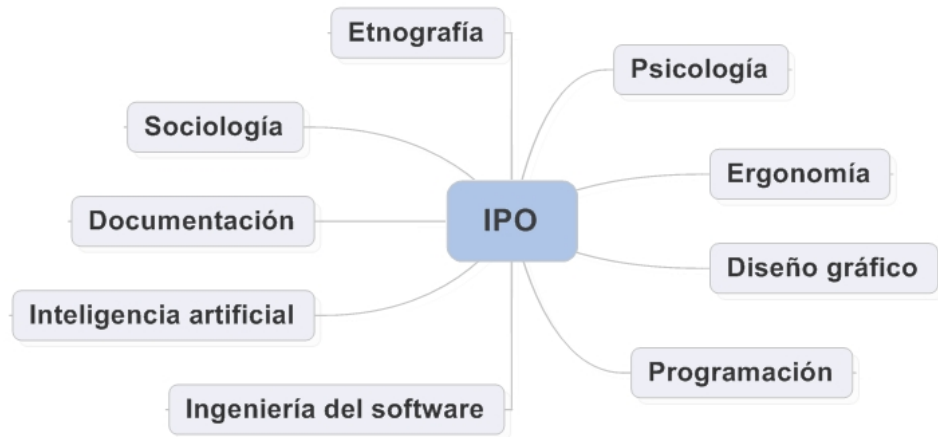 Etnografía
Psicología
Sociología
Ergonomía
Documentación
IPO
Diseño gráfico
Inteligencia artificial
Programación
Ingeniería del software